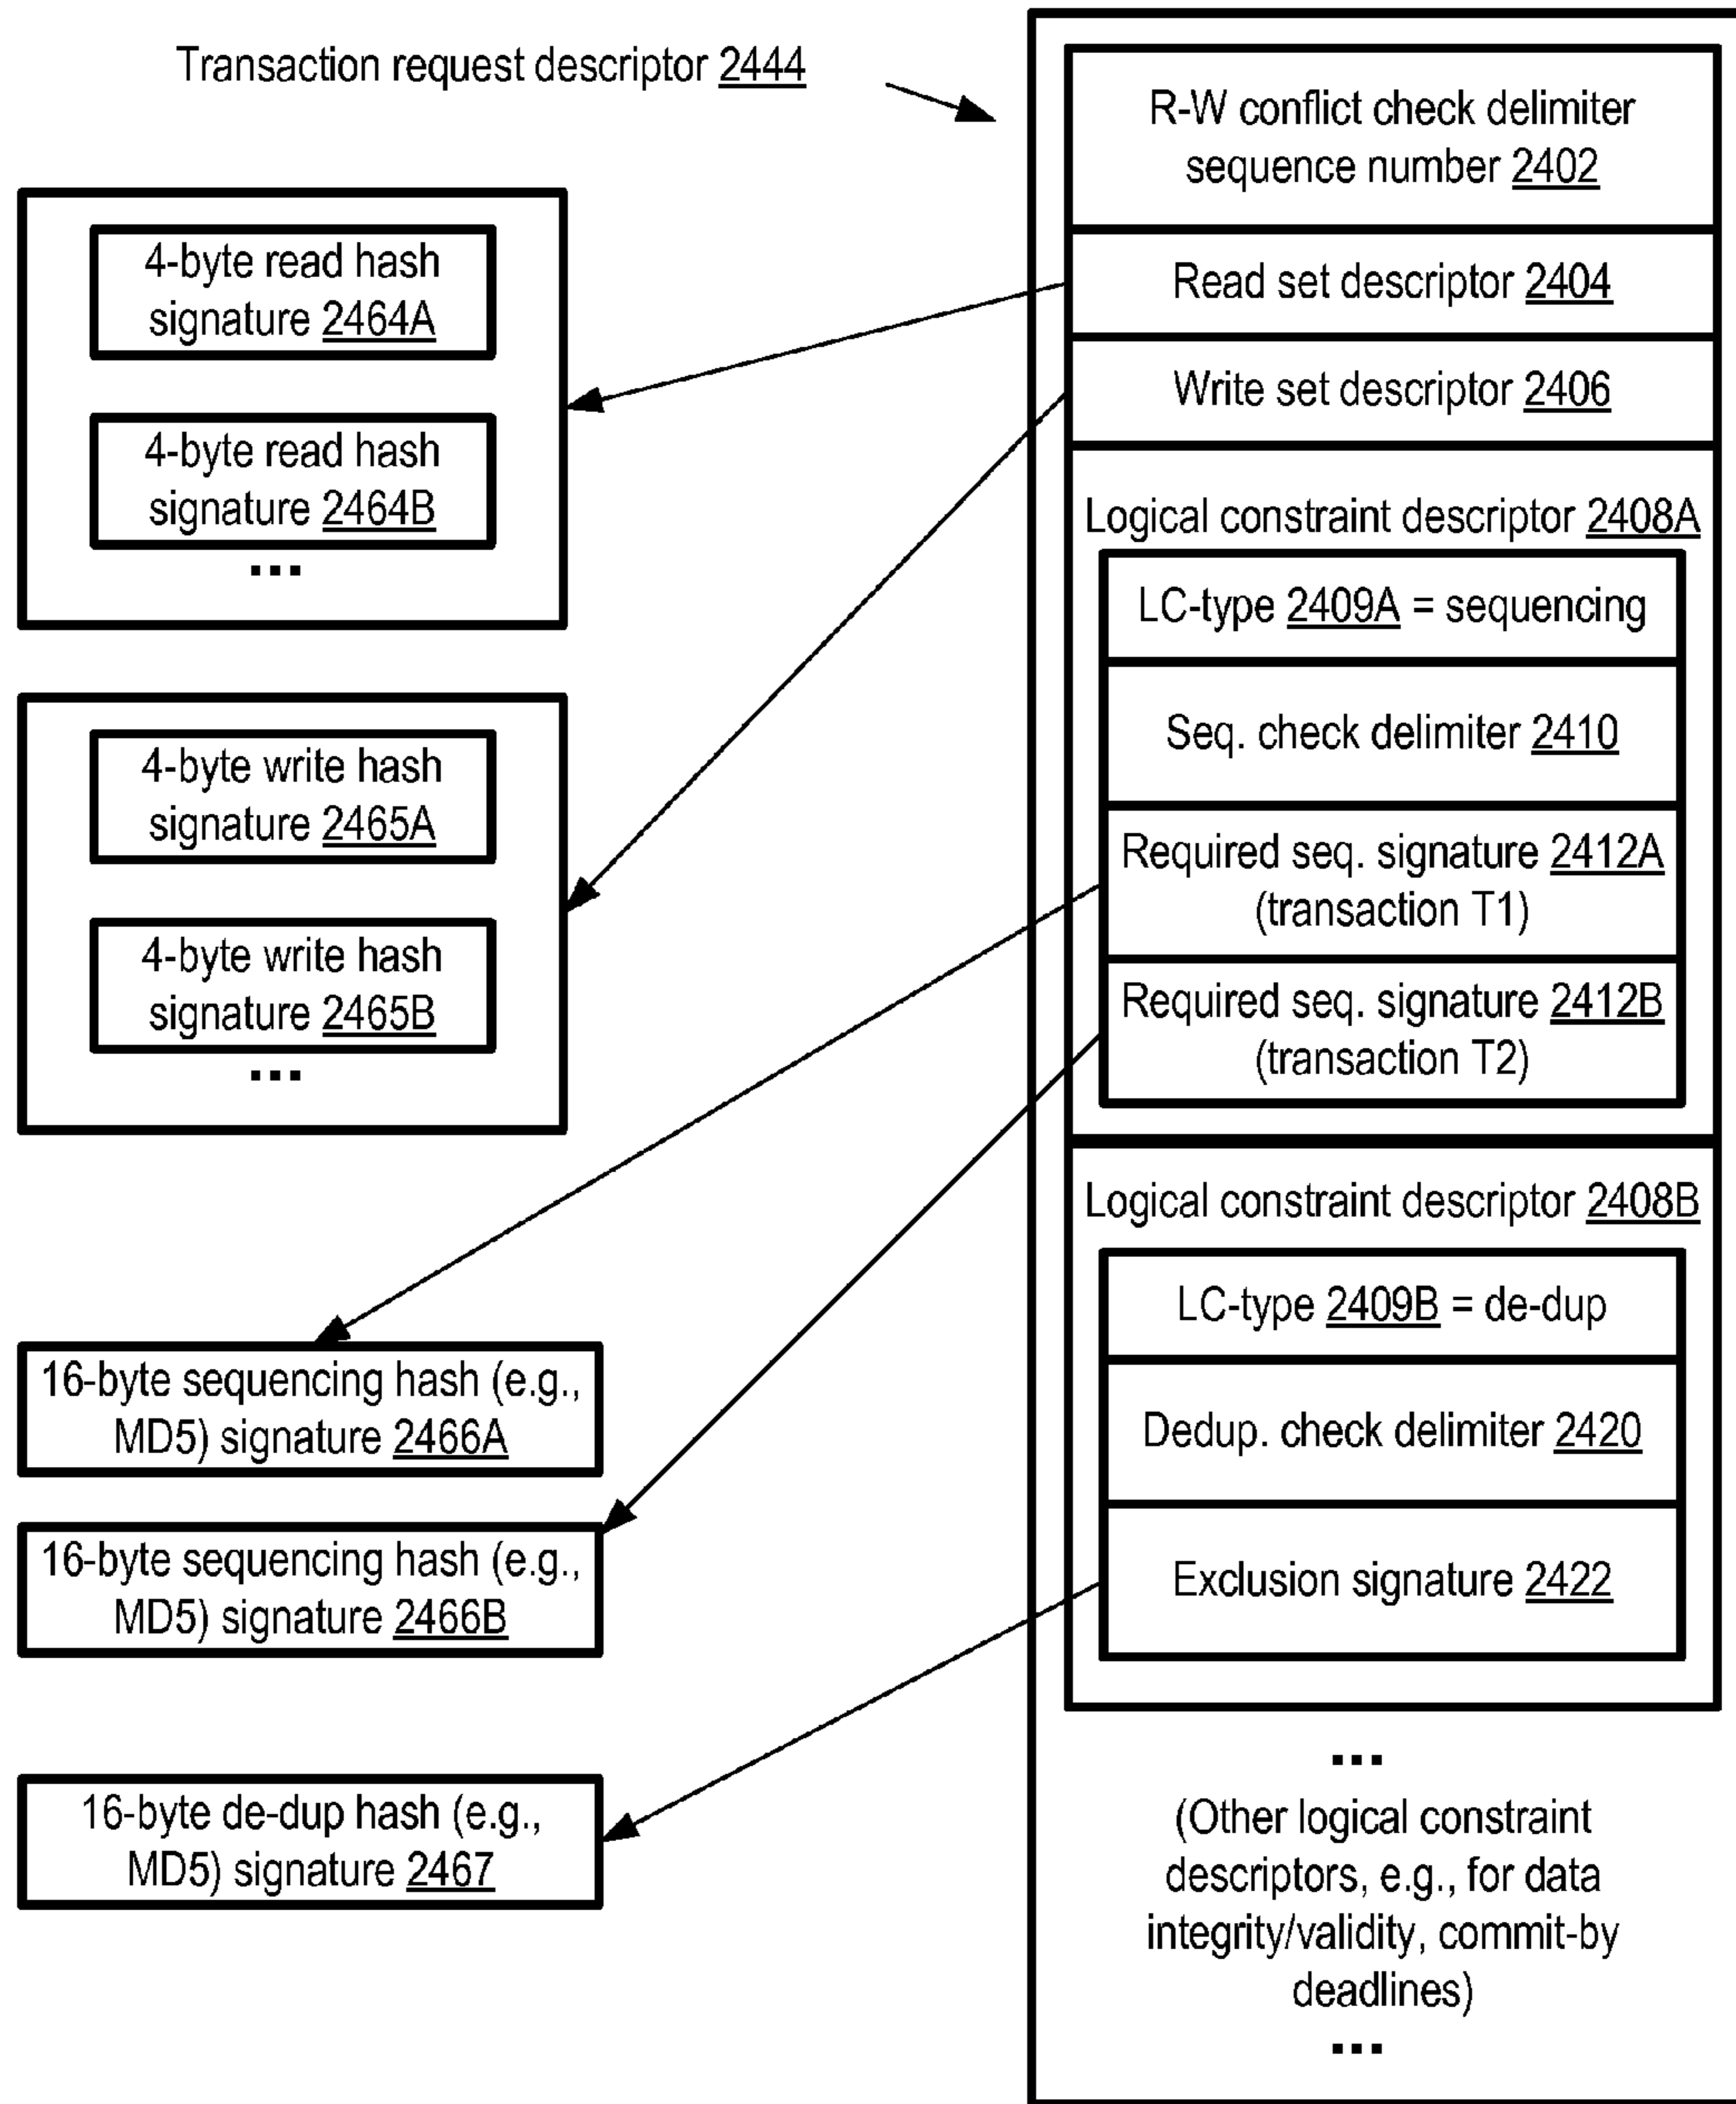 Transaction request descriptor 2444
R-W conflict check delimiter
sequence number 2402
Read set descriptor 2404
Write set descriptor 2406
Logical constraint descriptor 2408A
LC-type 2409A = sequencing
Seq. check delimiter 2410
Required seq. signature 2412A
(transaction T1)
Required seq. signature 2412B
(transaction T2)
Logical constraint descriptor 2408B
LC-type 2409B = de-dup
Dedup. check delimiter 2420
Exclusion signature 2422
...
(Other logical constraint
descriptors, e.g., for data
integrity/validity, commit-by
deadlines)
...
4-byte read hash
signature 2464A
4-byte read hash
signature 2464B
...
4-byte write hash
signature 2465A
4-byte write hash
signature 2465B
...
16-byte sequencing hash (e.g.,
MD5) signature 2466A
16-byte sequencing hash (e.g.,
MD5) signature 2466B
16-byte de-dup hash (e.g.,
MD5) signature 2467